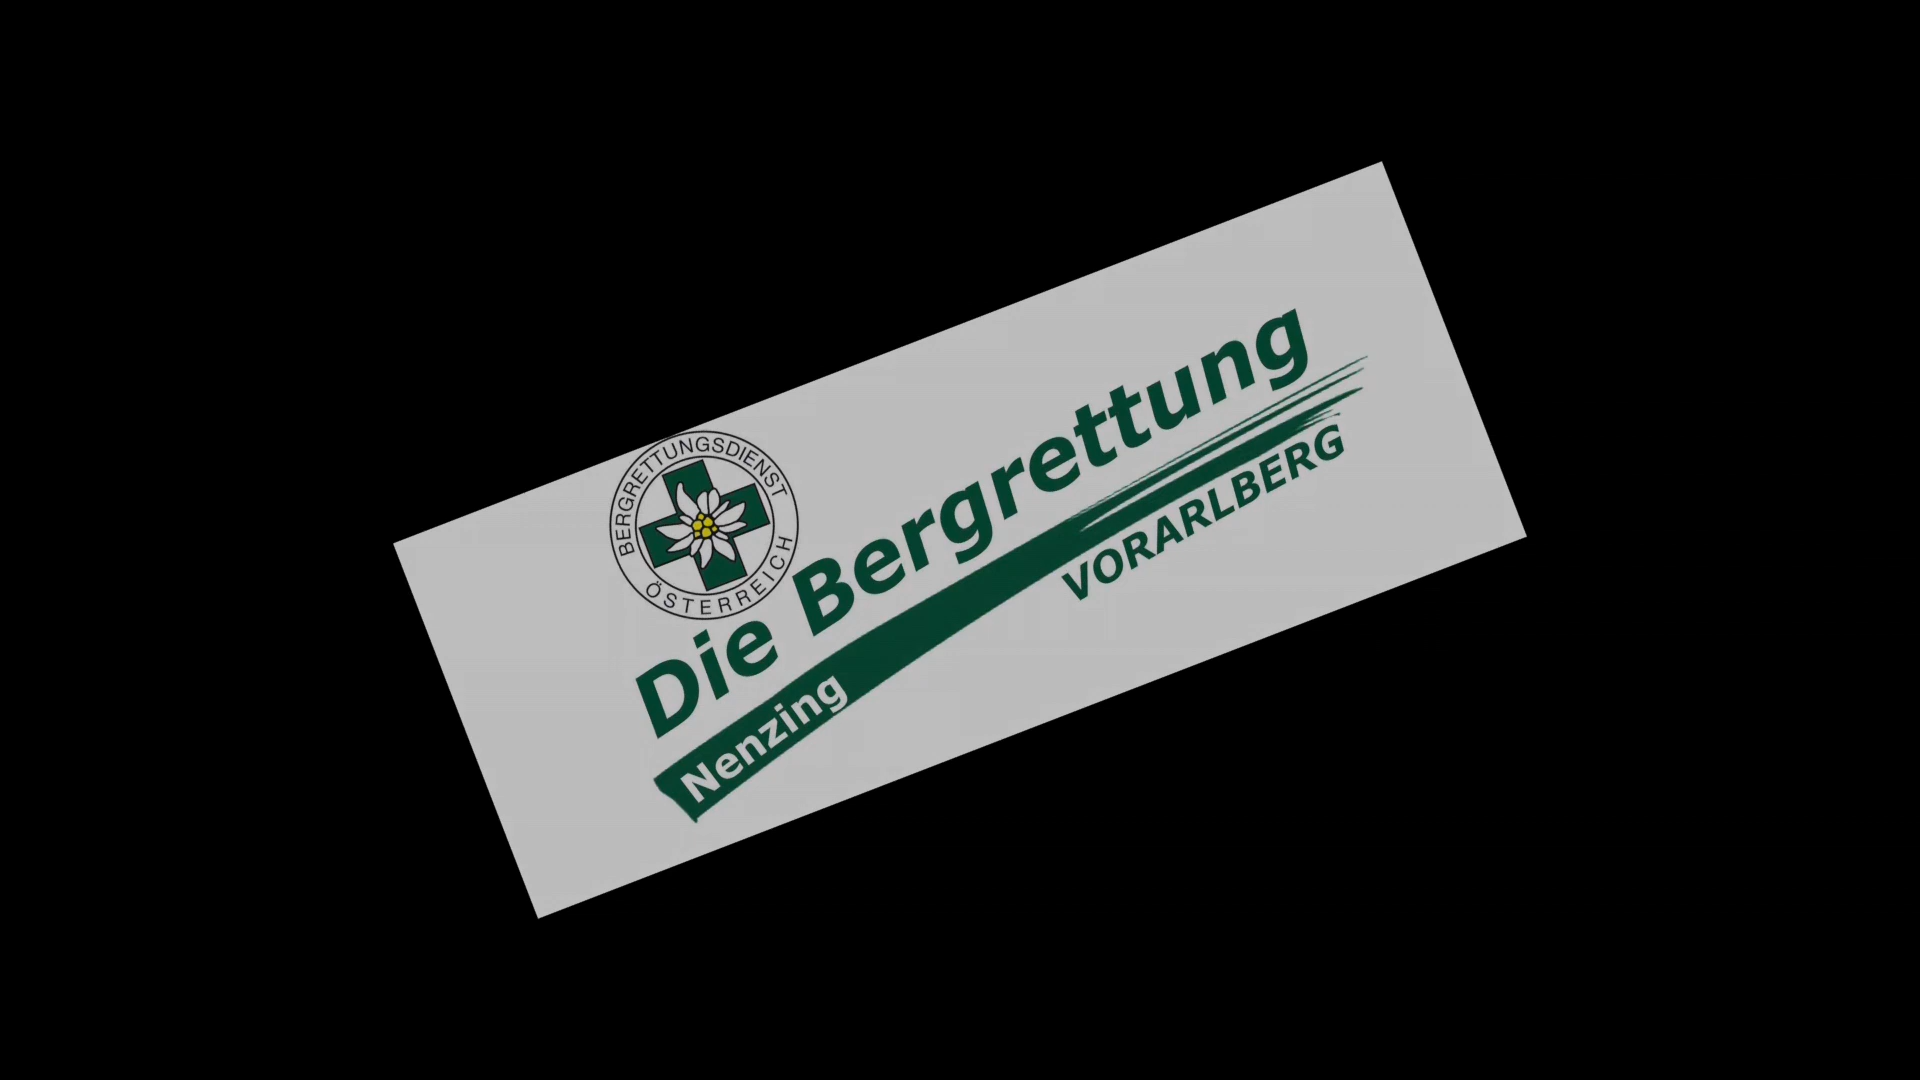 BERGRETTUNGSDIENST
ÖSTERREICH
Die Bergrettung
Nenzing
VORARLBERG